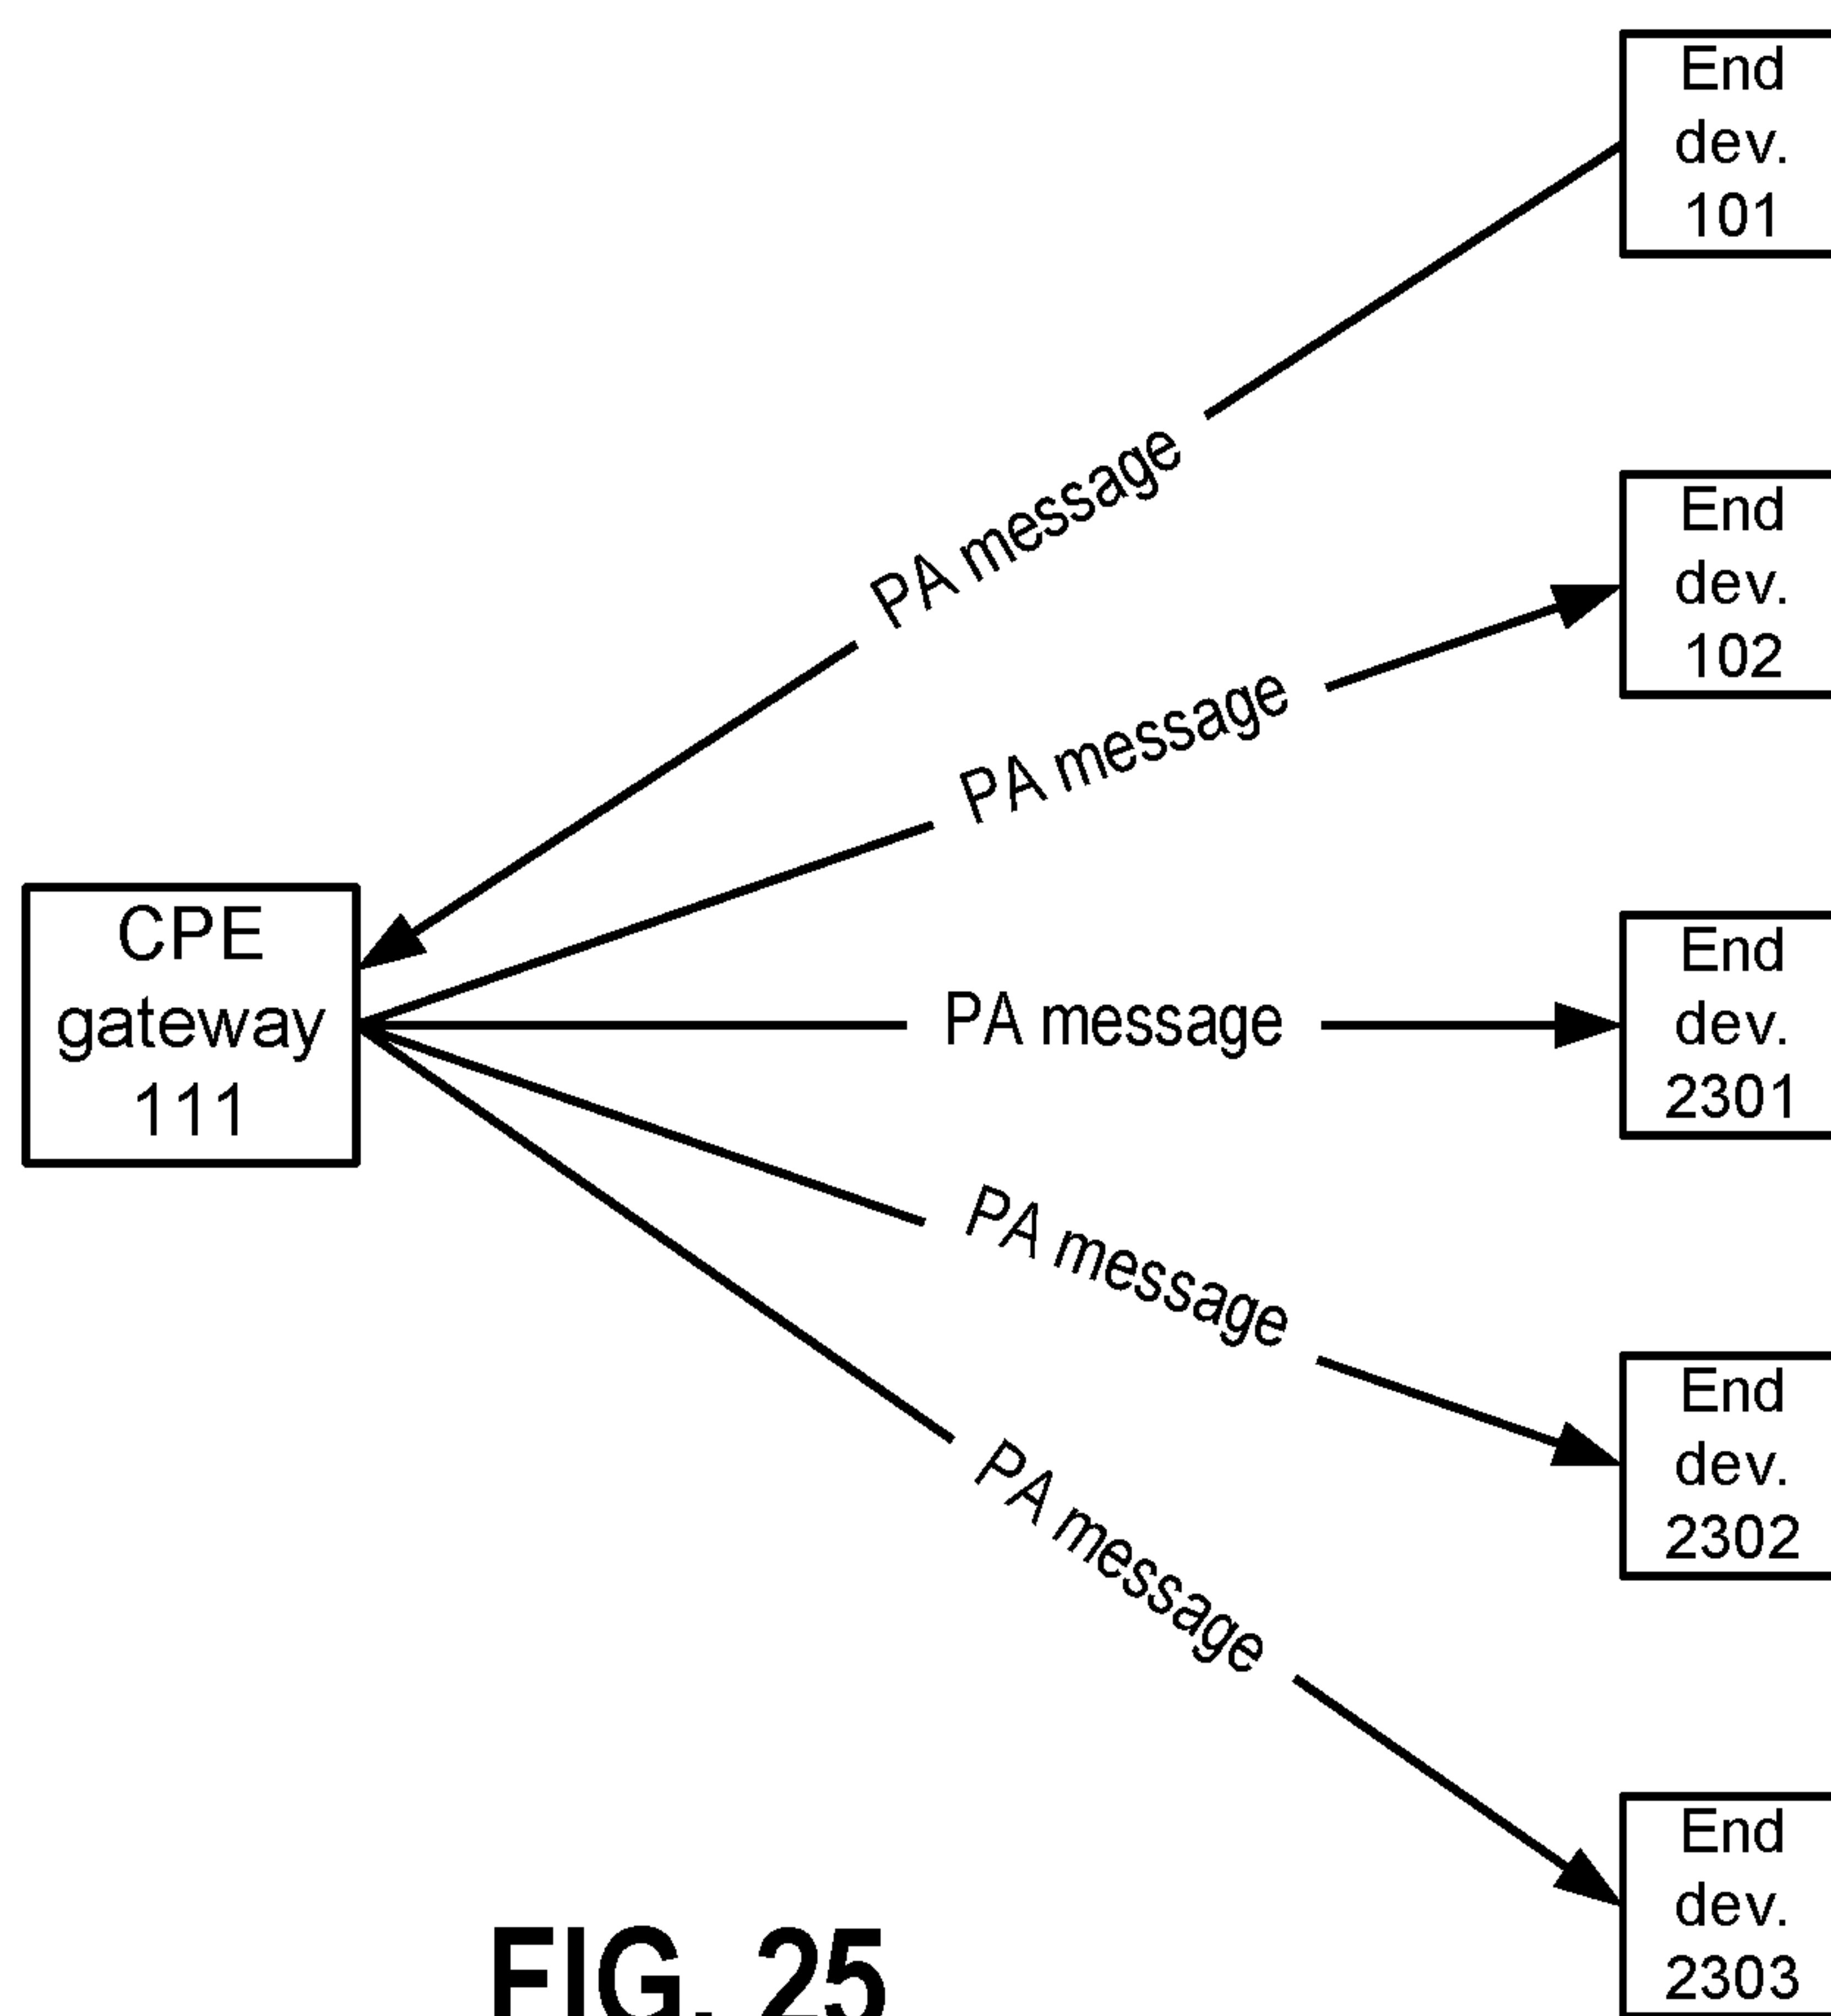 End
dev.
101
PA message
End
dev.
102
PA message
CPE
gateway
111
PA message
End
dev.
2301
PA message
End
dev.
2302
PA message
End
dev.
2303
FIG. 25